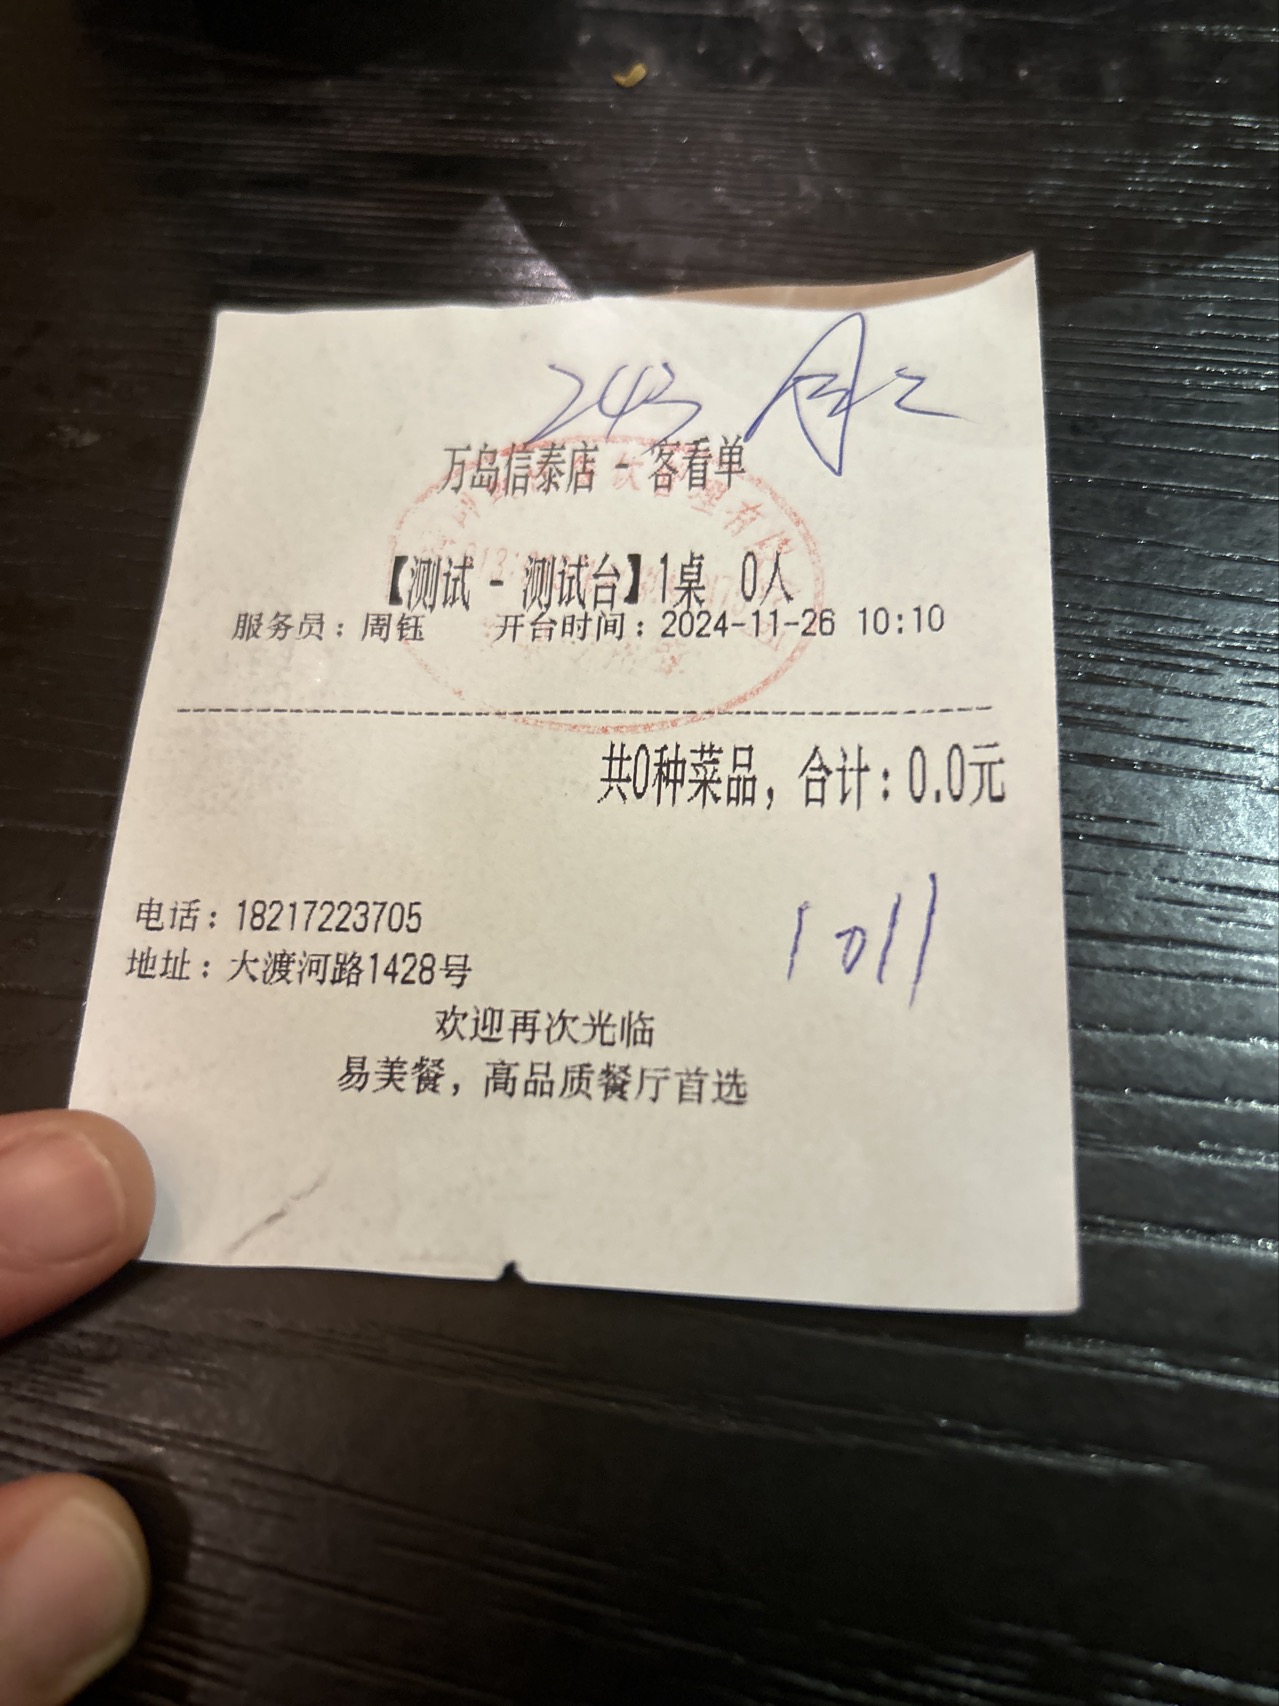 243
万岛信泰店 - 客看单
【测试 - 测试台】1桌 0人
服务员：周钰 开台时间：2024-11-26 10:10
共0种菜品，合计：0.0元
电话：18217223705
1011
地址：大渡河路1428号
欢迎再次光临
易美餐，高品质餐厅首选